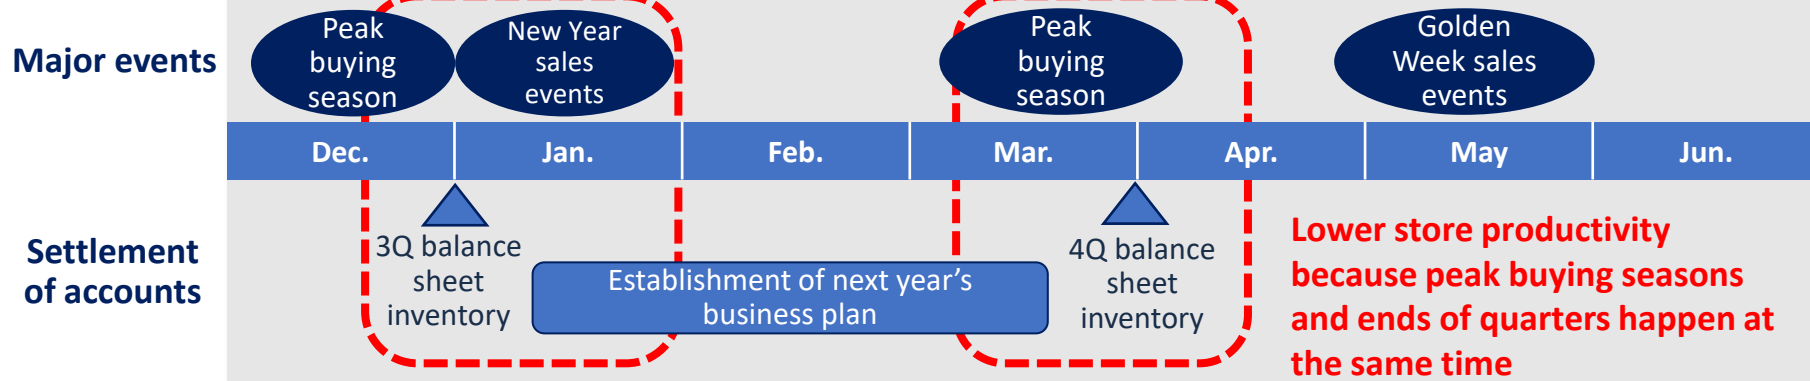 Major events
Peak
buying
season
New Year
sales
events
Peak
buying
season
Golden
Week sales
events
Dec.
Jan.
Feb.
Mar.
Apr.
May
Jun.
Settlement
of accounts
3Q balance
sheet
inventory
Establishment of next year’s
business plan
4Q balance
sheet
inventory
Lower store productivity
because peak buying seasons
and ends of quarters happen at
the same time